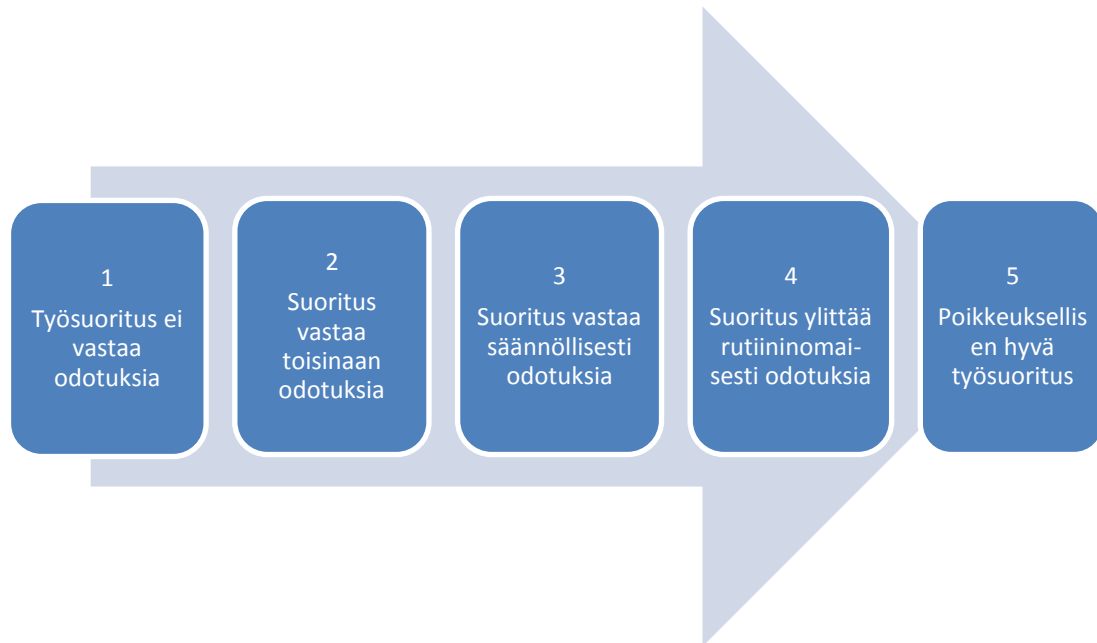 1
Työsuoritus ei
vastaa
odotuksia
2
Suoritus
vastaa
toisinaan
odotuksia
3
Suoritus vastaa
säännöllisesti
odotuksia
4
Suoritus ylittää
rutiininomai-
sesti odotuksia
5
Poikkeuksellis
en hyvä
työsuoritus